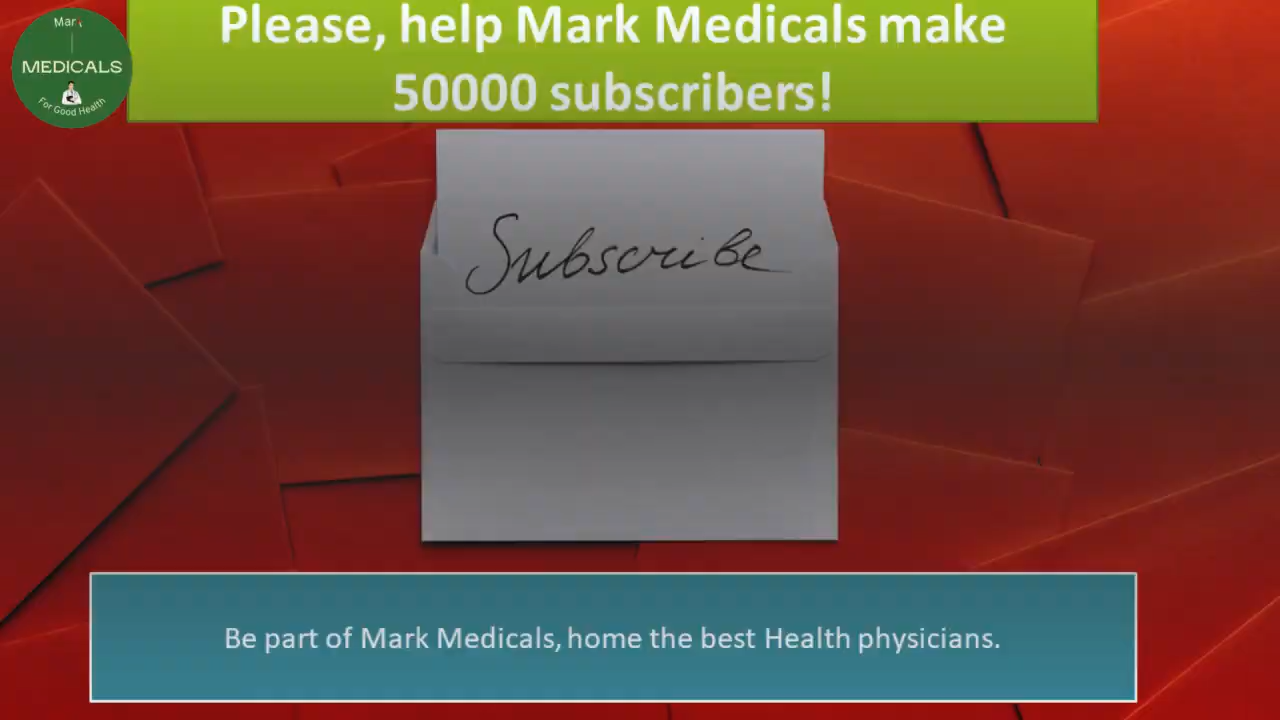 Mark
MEDICALS
For Good Health
Please, help Mark Medicals make
50000 subscribers!
Subscribe
Be part of Mark Medicals, home the best Health physicians.